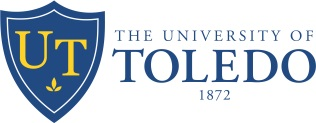 UT
THE UNIVERSITY OF
TOLEDO
1872